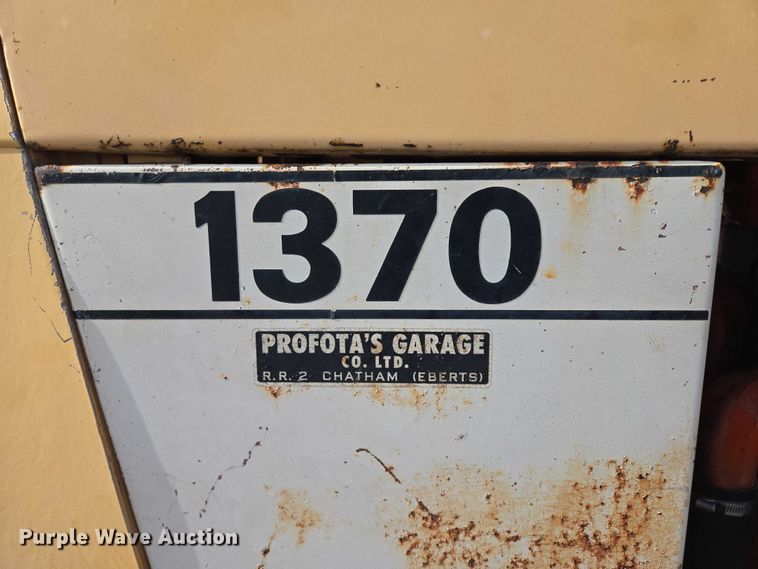 1370
PROFOTA'S GARAGE
CO. LTD.
R.R. 2 CHATHAM (EBERTS)
Purple Wave Auction